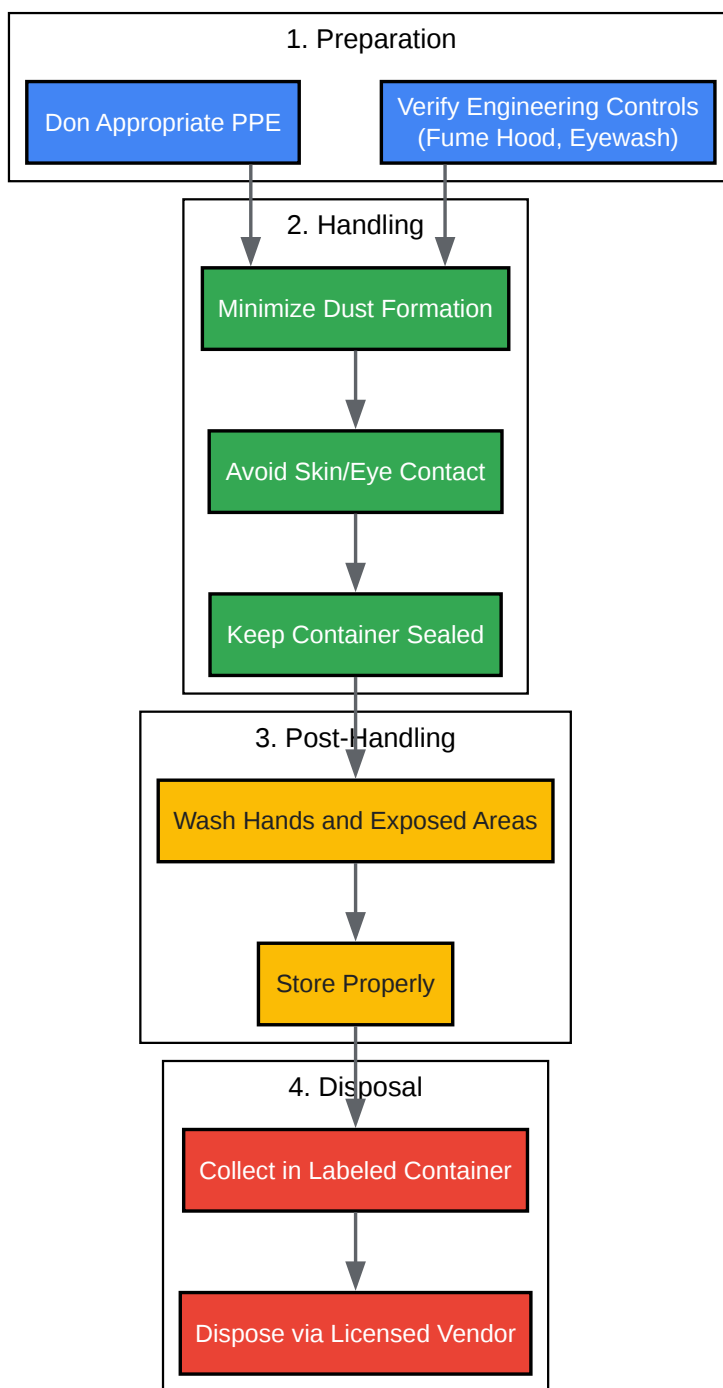 1. Preparation
Don Appropriate PPE
Verify Engineering Controls
(Fume Hood, Eyewash)
2. Handling
Minimize Dust Formation
Avoid Skin/Eye Contact
Keep Container Sealed
3. Post-Handling
Wash Hands and Exposed Areas
Store Properly
4. Disposal
Collect in Labeled Container
Dispose via Licensed Vendor